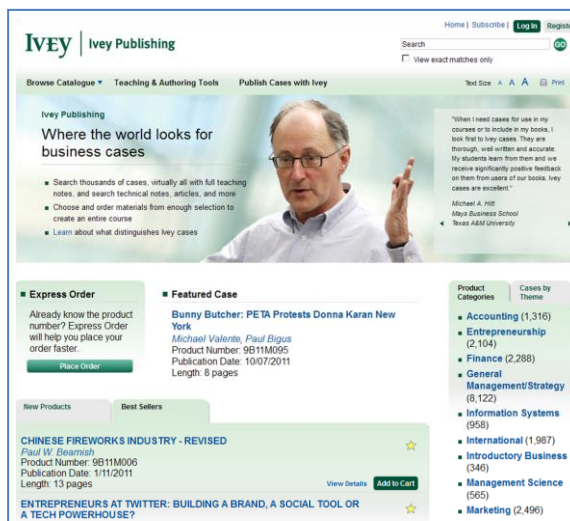 Home | Subscribe | Log In Registe
IVEY | Ivey Publishing
Search GO
View exact matches only
Browse Catalogue Teaching & Authoring Tools Publish Cases with Ivey Text Size A A A Print
Ivey Publishing
Where the world looks for
business cases
Search thousands of cases, virtually all with full teaching
notes, and search technical notes, articles, and more
Choose and order materials from enough selection to
create an entire course
Learn about what distinguishes Ivey cases
"When I need cases for use in my
courses or to include in my books, I
look first to Ivey cases. They are
thorough, well written and accurate.
My students learn from them and we
receive significantly positive feedback
on them from users of our books. Ivey
cases are excellent."
Michael A. Hitt
Mays Business School
Texas A&M University
Express Order
Already know the product
number? Express Order
will help you place your
order faster.
Place Order
Featured Case
Bunny Butcher: PETA Protests Donna Karan New
York
Michael Valente, Paul Bigus
Product Number: 9B11M095
Publication Date: 10/07/2011
Length: 8 pages
New Products Best Sellers
CHINESE FIREWORKS INDUSTRY - REVISED
Paul W. Beamish
Product Number: 9B11M006
Publication Date: 1/11/2011
Length: 13 pages
View Details Add to Cart
ENTREPRENEURS AT TWITTER: BUILDING A BRAND, A SOCIAL TOOL OR
A TECH POWERHOUSE?
Product
Categories
Cases by
Theme
Accounting (1,316)
Entrepreneurship
(2,104)
Finance (2,288)
General
Management/Strategy
(8,122)
Information Systems
(958)
International (1,987)
Introductory Business
(346)
Management Science
(565)
Marketing (2,496)